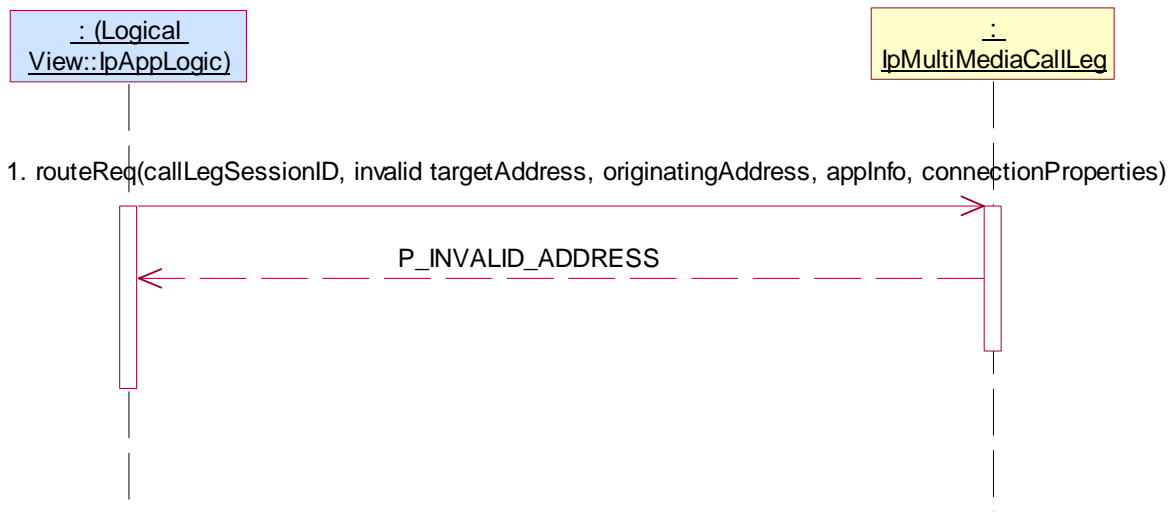 : (Logical
View::IpAppLogic)
:
IpMultiMediaCallLeg
1. routeReq(callLegSessionID, invalid targetAddress, originatingAddress, appInfo, connectionProperties)
P_INVALID_ADDRESS